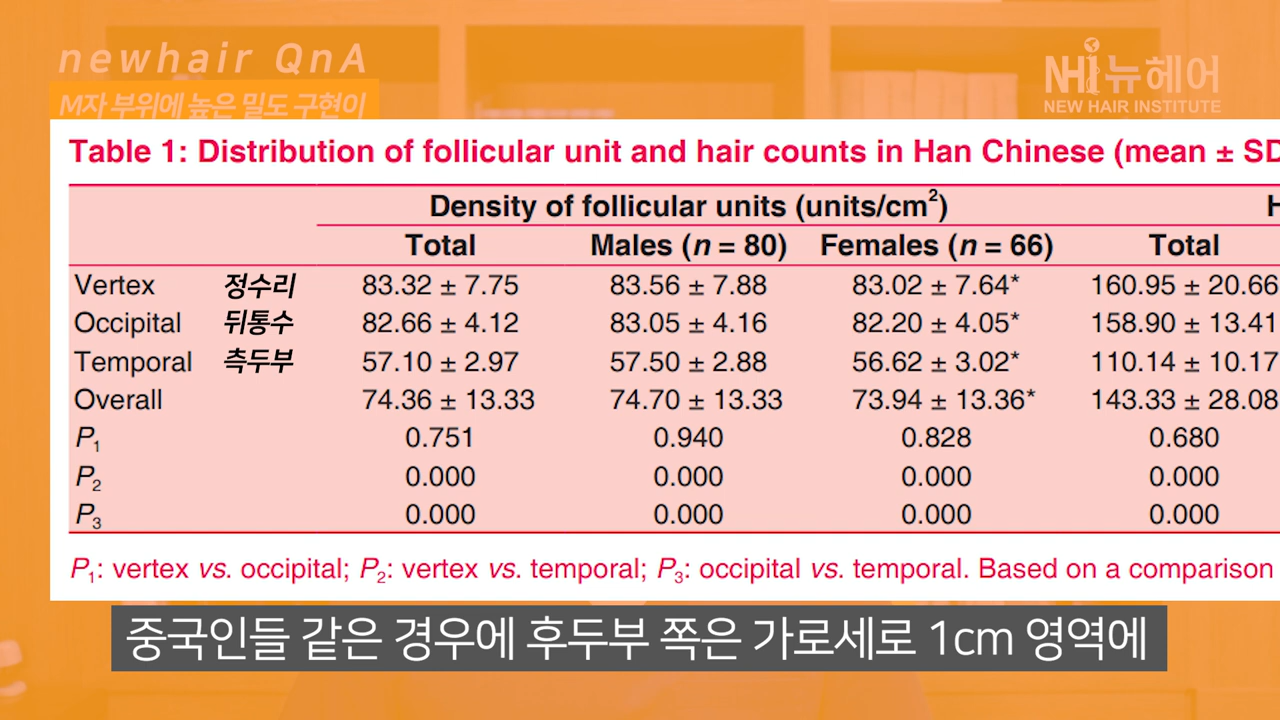 newhair QnA
M자 부위에 높은 밀도 구현이
NHi 뉴헤어
NEW HAIR INSTITUTE
Table 1: Distribution of follicular unit and hair counts in Han Chinese (mean ± SD
Density of follicular units (units/cm²) H
Total Males (n = 80) Females (n = 66) Total
Vertex 정수리 83.32 ± 7.75 83.56 ± 7.88 83.02 ± 7.64* 160.95 ± 20.66
Occipital 뒤통수 82.66 ± 4.12 83.05 ± 4.16 82.20 ± 4.05* 158.90 ± 13.41
Temporal 측두부 57.10 ± 2.97 57.50 ± 2.88 56.62 ± 3.02* 110.14 ± 10.17
Overall 74.36 ± 13.33 74.70 ± 13.33 73.94 ± 13.36* 143.33 ± 28.08
P₁ 0.751 0.940 0.828 0.680
P₂ 0.000 0.000 0.000 0.000
P₃ 0.000 0.000 0.000 0.000
P₁: vertex vs. occipital; P₂: vertex vs. temporal; P₃: occipital vs. temporal. Based on a comparison
중국인들 같은 경우에 후두부 쪽은 가로세로 1cm 영역에